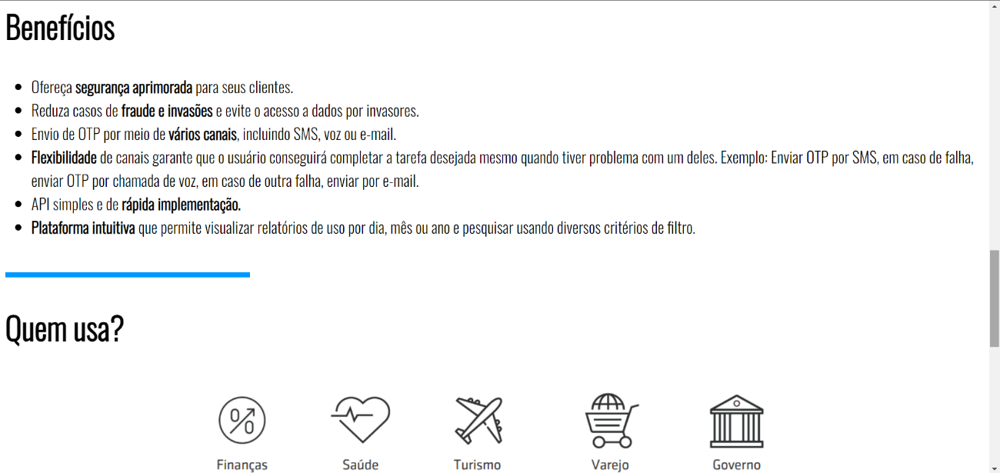 Benefícios
Ofereça segurança aprimorada para seus clientes.
Reduza casos de fraude e invasões e evite o acesso a dados por invasores.
Envio de OTP por meio de vários canais, incluindo SMS, voz ou e-mail.
Flexibilidade de canais garante que o usuário conseguirá completar a tarefa desejada mesmo quando tiver problema com um deles. Exemplo: Enviar OTP por SMS, em caso de falha,
enviar OTP por chamada de voz, em caso de outra falha, enviar por e-mail.
API simples e de rápida implementação.
Plataforma intuitiva que permite visualizar relatórios de uso por dia, mês ou ano e pesquisar usando diversos critérios de filtro.
Quem usa?
Finanças Saúde Turismo Varejo Governo